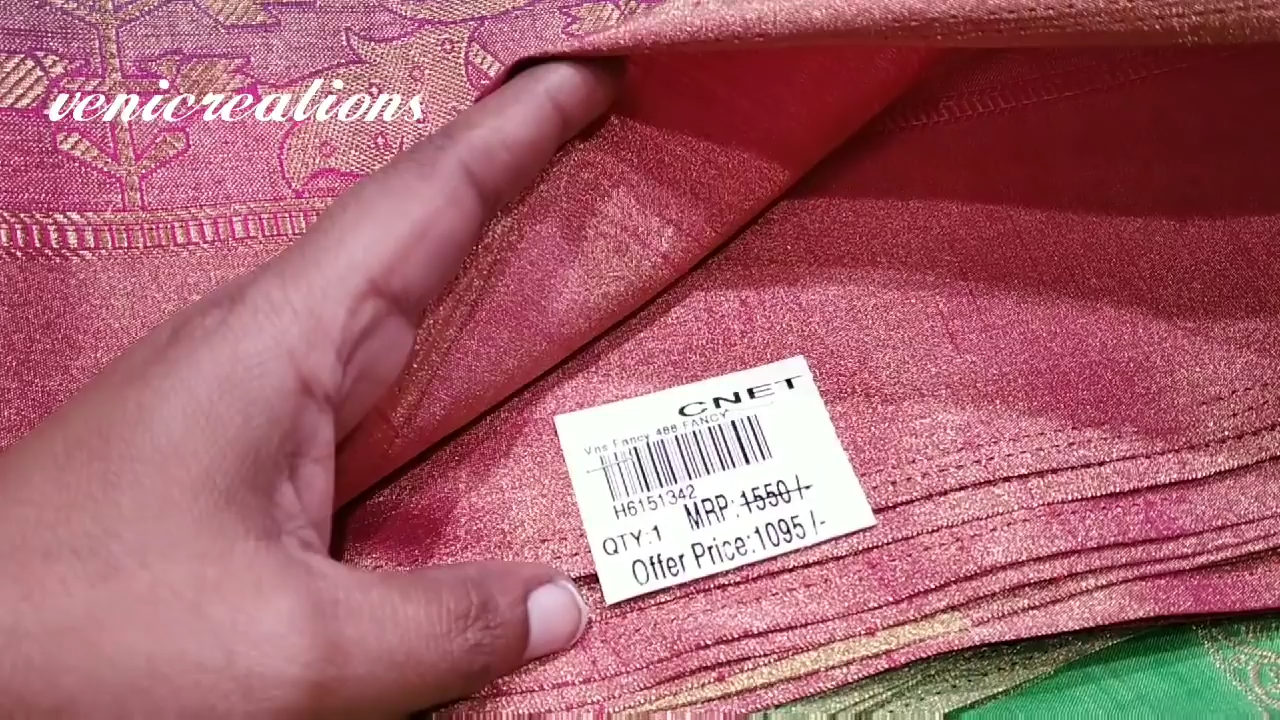 venicreations
CNET
Vns Fancy 488 FANCY
H6151342
QTY:1 MRP:1550/-
Offer Price:1095/-